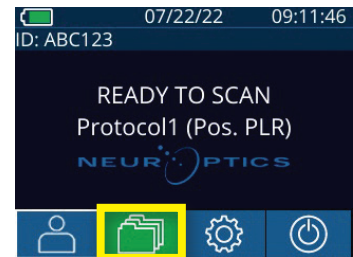 07/22/22 09:11:46
ID: ABC123
READY TO SCAN
Protocol1 (Pos. PLR)
NEUROPTICS